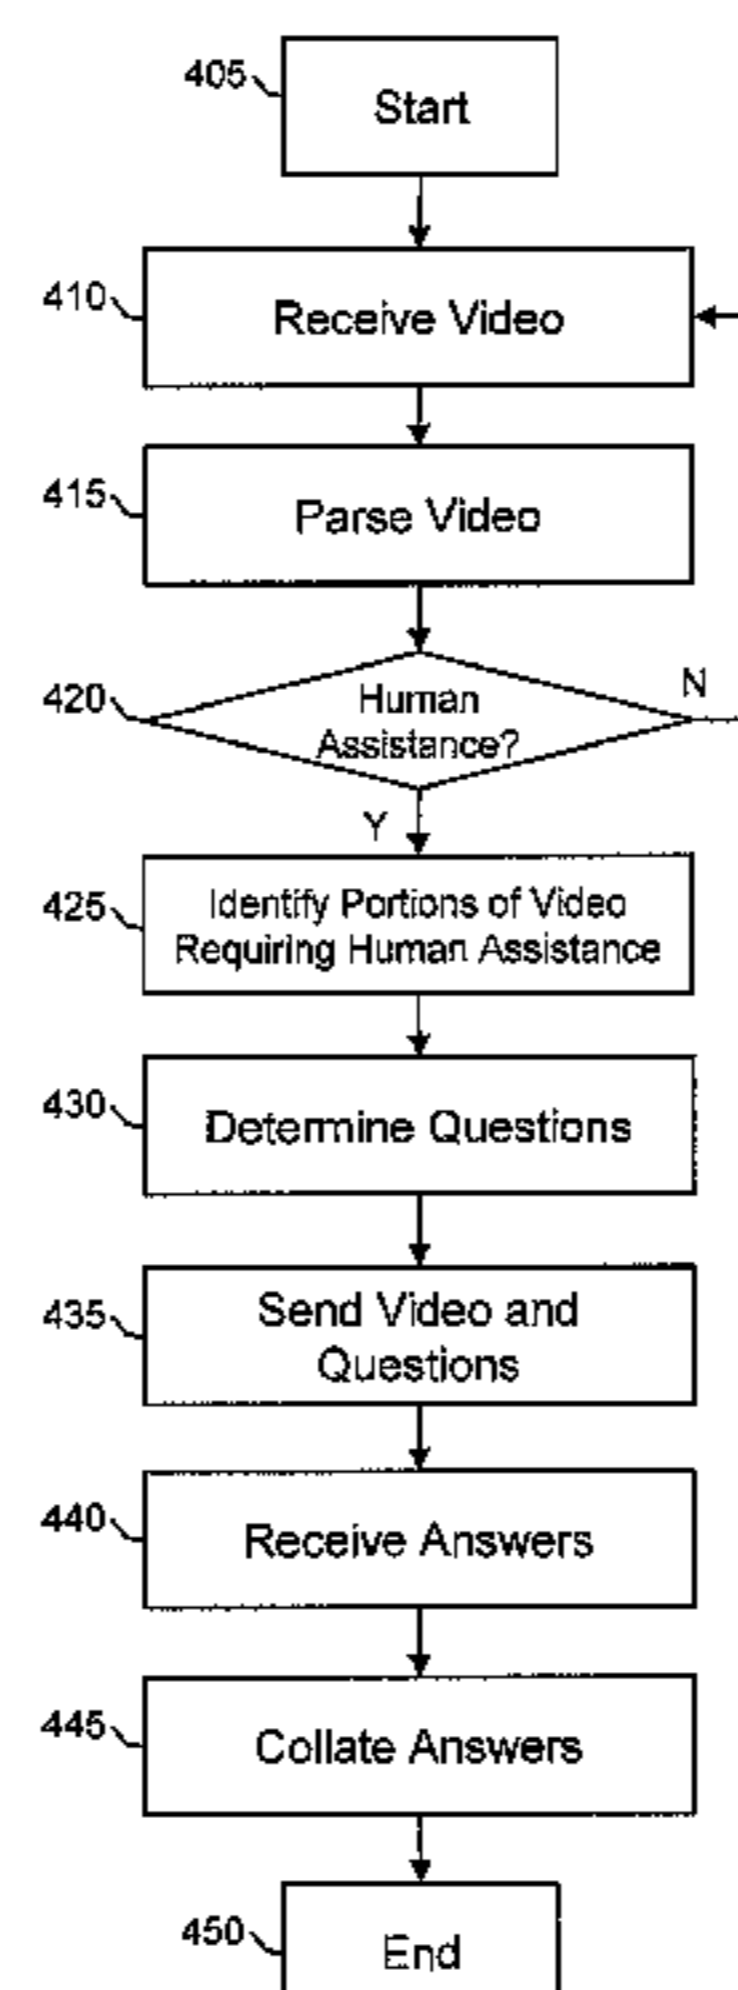 405
Start
410
Receive Video
415
Parse Video
420
Human
Assistance?
N
Y
425
Identify Portions of Video
Requiring Human Assistance
430
Determine Questions
435
Send Video and
Questions
440
Receive Answers
445
Collate Answers
450
End